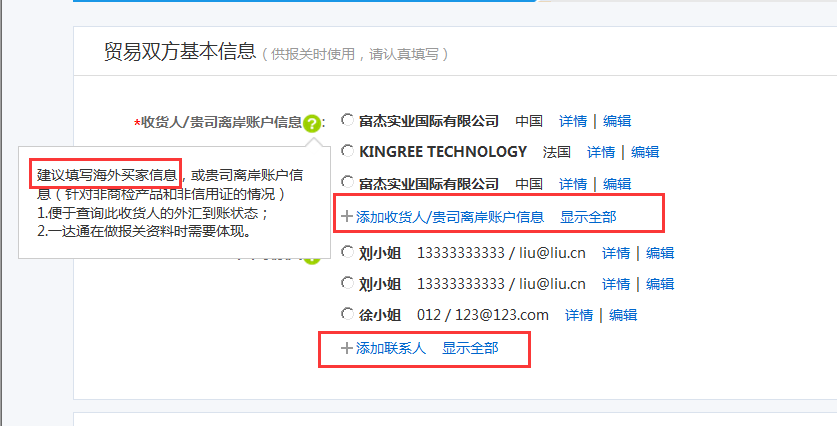 贸易双方基本信息（供报关时使用，请认真填写）
*收货人/贵司离岸账户信息?:
富杰实业国际有限公司 中国 详情 | 编辑
KINGREE TECHNOLOGY 法国 详情 | 编辑
富杰实业国际有限公司 中国 详情 | 编辑
+添加收货人/贵司离岸账户信息 显示全部
建议填写海外买家信息，或贵司离岸账户信
息（针对非商检产品和非信用证的情况）
1.便于查询此收货人的外汇到账状态；
2.一达通在做报关资料时需要体现。
刘小姐 13333333333 / liu@liu.cn 详情 | 编辑
刘小姐 13333333333 / liu@liu.cn 详情 | 编辑
徐小姐 012 / 123@123.com 详情 | 编辑
+添加联系人 显示全部